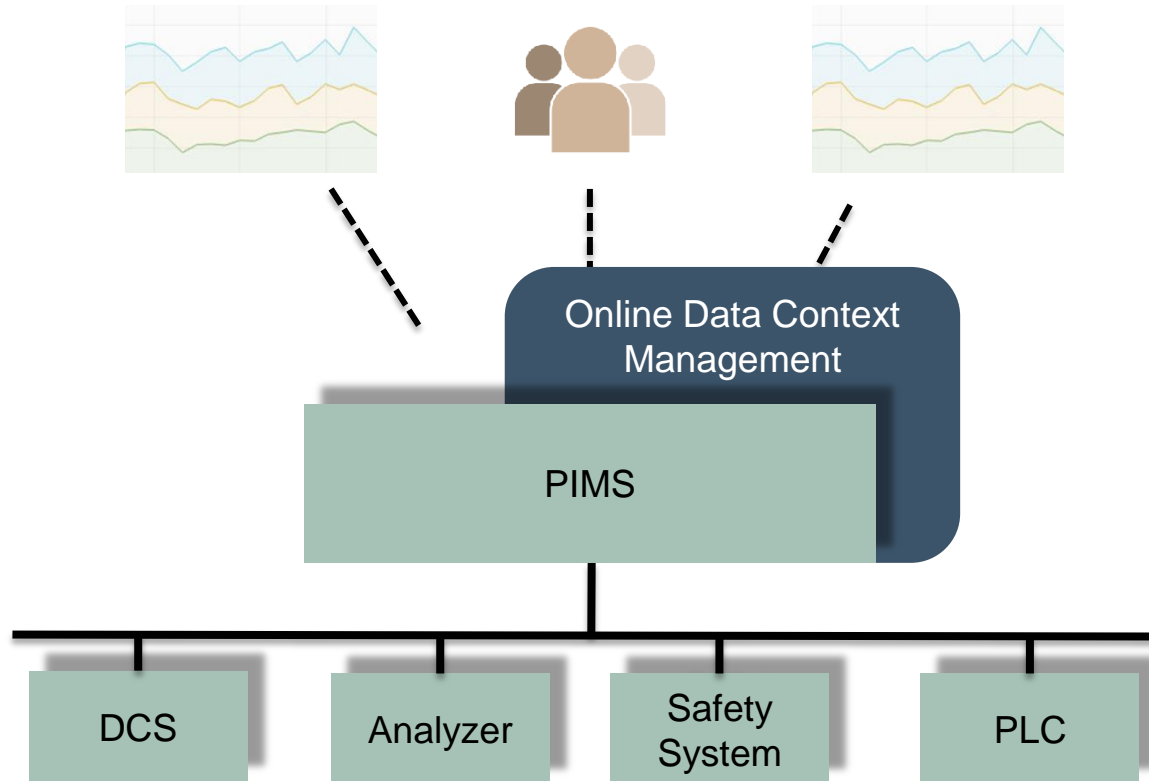 Online Data Context
Management
PIMS
DCS
Analyzer
Safety
System
PLC